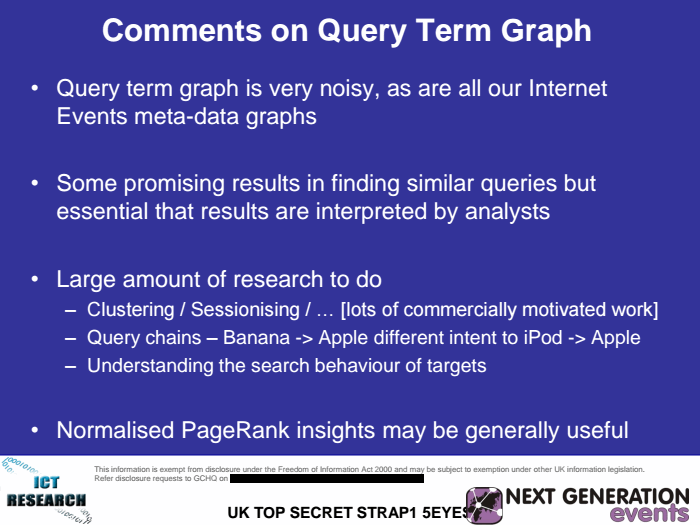 Comments on Query Term Graph
• Query term graph is very noisy, as are all our Internet
Events meta-data graphs
• Some promising results in finding similar queries but
essential that results are interpreted by analysts
• Large amount of research to do
– Clustering / Sessionising / … [lots of commercially motivated work]
– Query chains – Banana -> Apple different intent to iPod -> Apple
– Understanding the search behaviour of targets
• Normalised PageRank insights may be generally useful
This information is exempt from disclosure under the Freedom of Information Act 2000 and may be subject to exemption under other UK information legislation.
Refer disclosure requests to GCHQ on
ICT
RESEARCH
UK TOP SECRET STRAP1 5EYES
NEXT GENERATION
events